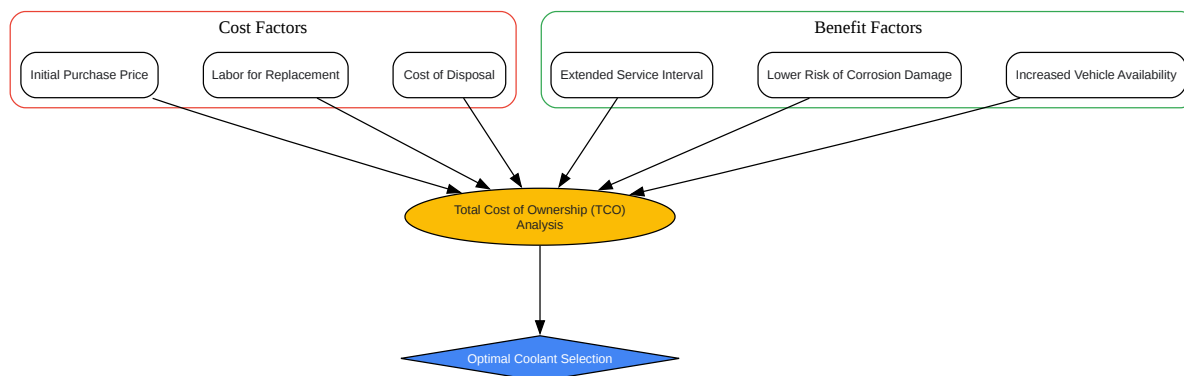 Cost Factors
Benefit Factors
Initial Purchase Price
Labor for Replacement
Cost of Disposal
Extended Service Interval
Lower Risk of Corrosion Damage
Increased Vehicle Availability
Total Cost of Ownership (TCO)
Analysis
Optimal Coolant Selection